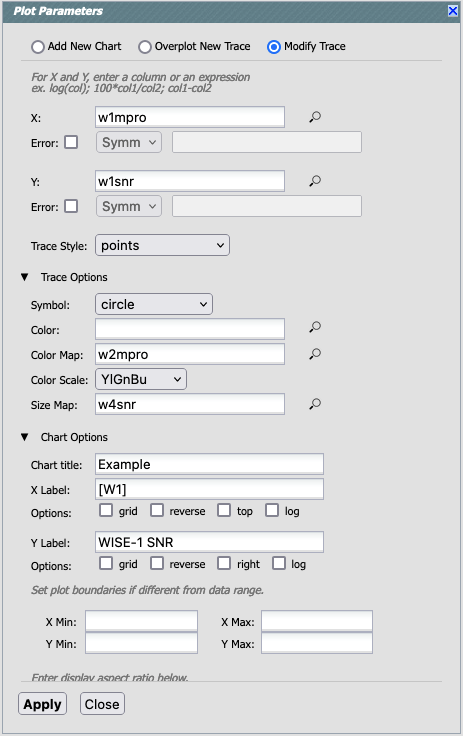 Plot Parameters
Add New Chart Overplot New Trace Modify Trace
For X and Y, enter a column or an expression
ex. log(col); 100*col1/col2; col1-col2
X: w1mpro
Error: Symm
Y: w1snr
Error: Symm
Trace Style: points
Trace Options
Symbol: circle
Color:
Color Map: w2mpro
Color Scale: YlGnBu
Size Map: w4snr
Chart Options
Chart title: Example
X Label: [W1]
Options: grid reverse top log
Y Label: WISE-1 SNR
Options: grid reverse right log
Set plot boundaries if different from data range.
X Min: X Max:
Y Min: Y Max:
Enter display aspect ratio below.
Apply Close